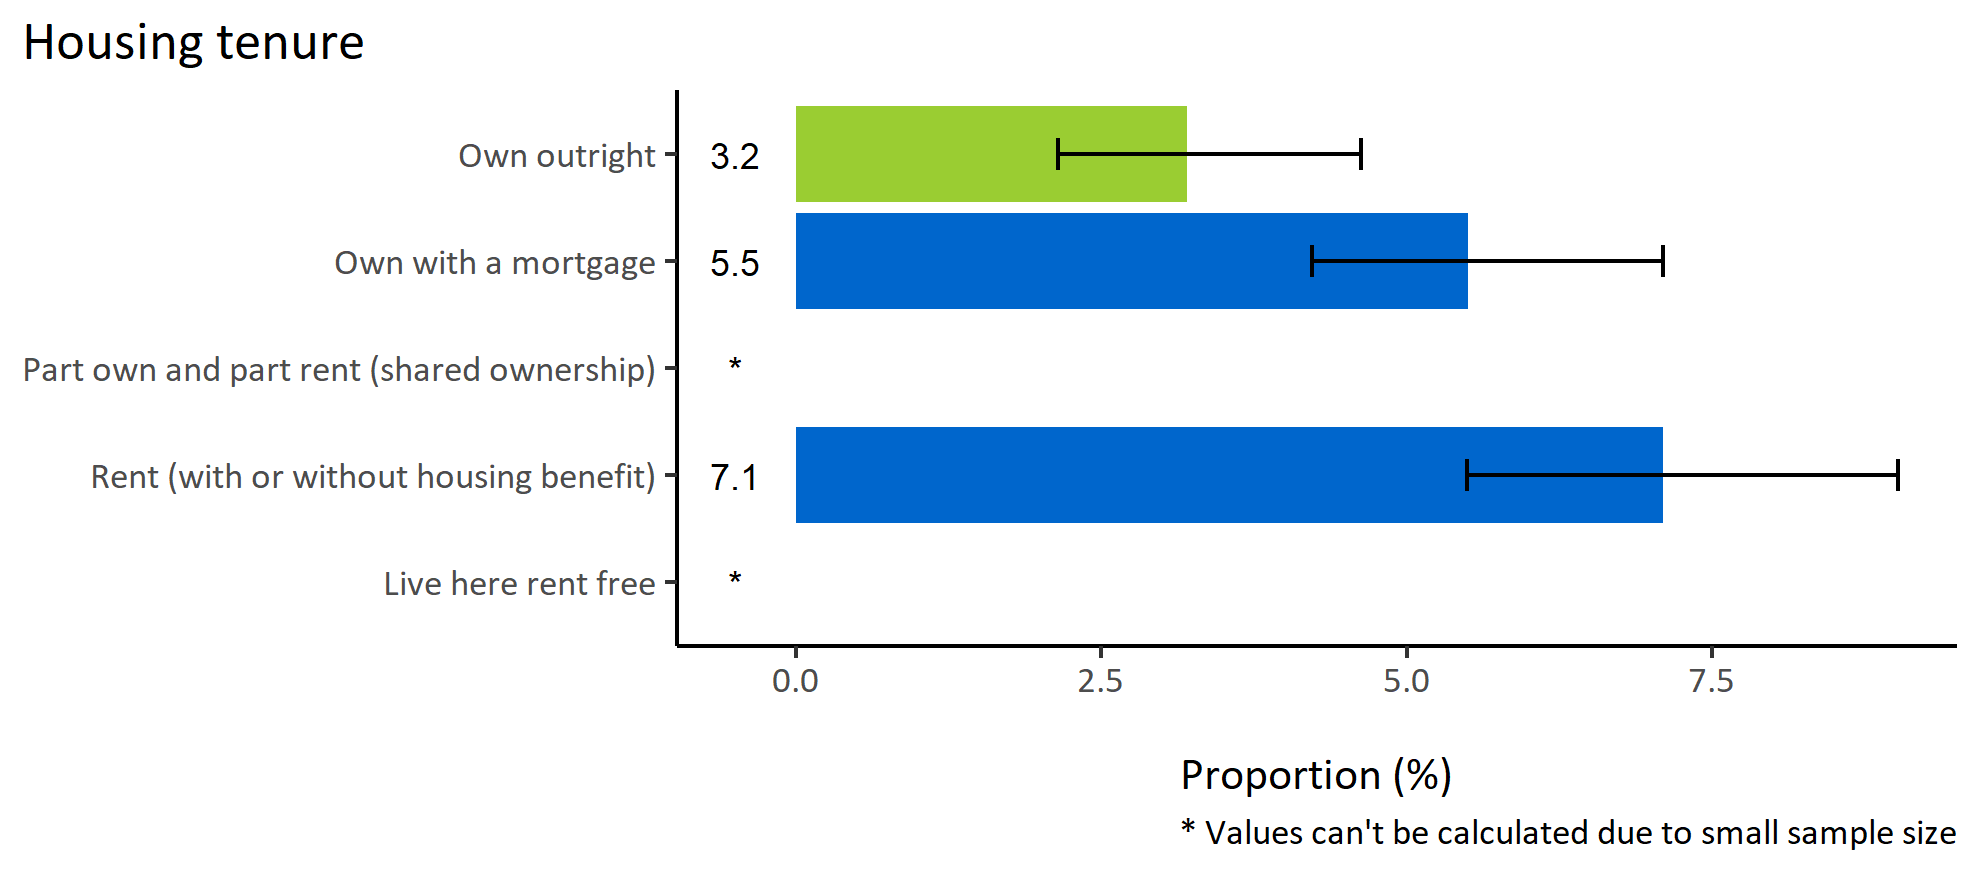 Housing tenure
Own outright 3.2
Own with a mortgage 5.5
Part own and part rent (shared ownership) *
Rent (with or without housing benefit) 7.1
Live here rent free *
0.0 2.5 5.0 7.5
Proportion (%)
* Values can't be calculated due to small sample size